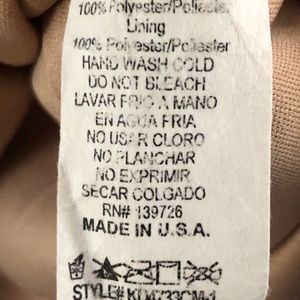 100% Polyester/Poliester
Lining
100% Polyester/Poliester
HAND WASH COLD
DO NOT BLEACH
LAVAR FRIO A MANO
EN AGUA FRIA
NO USAR CLORO
NO PLANCHAR
NO EXPRIMIR
SECAR COLGADO
RN# 139726
MADE IN U.S.A.
STYLE#